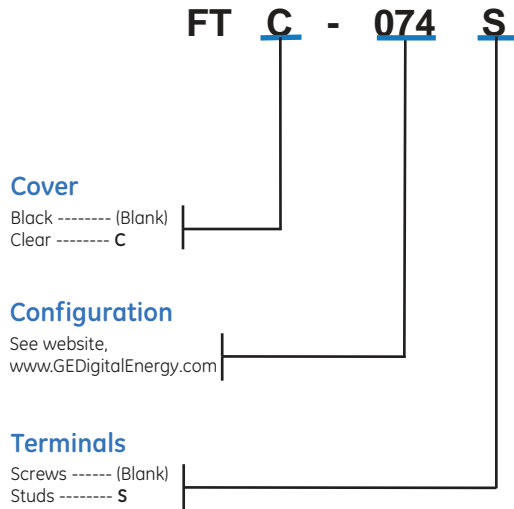 FT C - 074 S
Cover
Black -------- (Blank)
Clear -------- C
Configuration
See website,
www.GEDigitalEnergy.com
Terminals
Screws ------ (Blank)
Studs -------- S